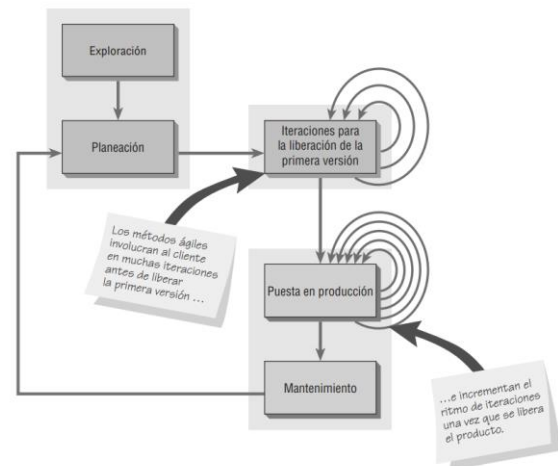 Exploración
Planeación
Iteraciones para
la liberación de la
primera versión
Los métodos ágiles
involucran al cliente
en muchas iteraciones
antes de liberar
la primera versión ...
Puesta en producción
Mantenimiento
...e incrementan el
ritmo de iteraciones
una vez que se libera
el producto.